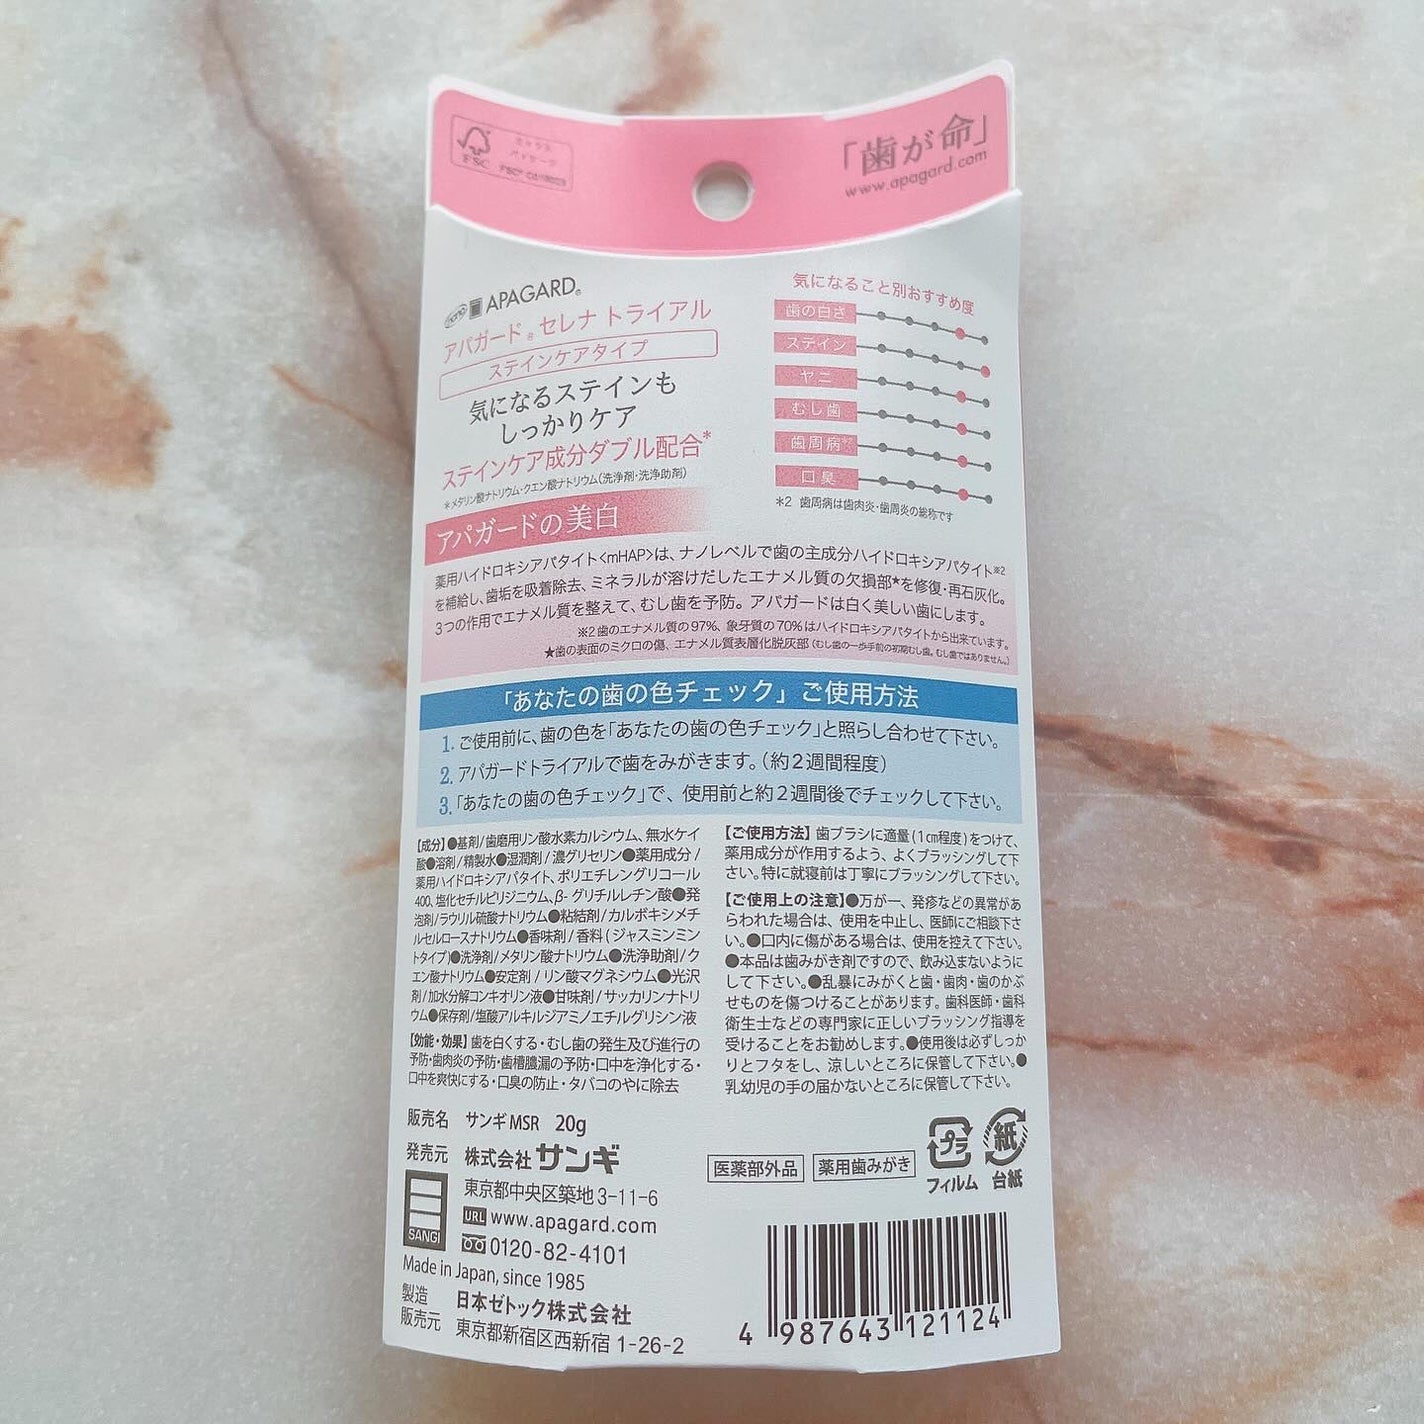 「歯が命」
www.apagard.com
FSC
nano APAGARD®
アパガード®セレナ トライアル
ステインケアタイプ
気になるステインも
しっかりケア
ステインケア成分ダブル配合*
*メタリン酸ナトリウム・クエン酸ナトリウム(洗浄剤・洗浄助剤)
気になること別おすすめ度
歯の白さ
ステイン
ヤニ
むし歯
歯周病*2
口臭
*2 歯周病は歯肉炎・歯周炎の総称です
アパガードの美白
薬用ハイドロキシアパタイト<mHAP>は、ナノレベルで歯の主成分ハイドロキシアパタイト※2
を補給し、歯垢を吸着除去、ミネラルが溶けだしたエナメル質の欠損部★を修復・再石灰化。
3つの作用でエナメル質を整えて、むし歯を予防。アパガードは白く美しい歯にします。
※2歯のエナメル質の97%、象牙質の70%はハイドロキシアパタイトから出来ています。
★歯の表面のミクロの傷、エナメル質表層化脱灰部(むし歯の一歩手前の初期むし歯。むし歯ではありません。)
「あなたの歯の色チェック」ご使用方法
1. ご使用前に、歯の色を「あなたの歯の色チェック」と照らし合わせて下さい。
2. アパガードトライアルで歯をみがきます。(約2週間程度)
3. 「あなたの歯の色チェック」で、使用前と約2週間後でチェックして下さい。
【成分】●基剤/歯磨用リン酸水素カルシウム、無水ケイ
酸●溶剤/精製水●湿潤剤/濃グリセリン●薬用成分/
薬用ハイドロキシアパタイト、ポリエチレングリコール
400、塩化セチルピリジニウム、β-グリチルレチン酸●発
泡剤/ラウリル硫酸ナトリウム●粘結剤/カルボキシメチ
ルセルロースナトリウム●香味剤/香料(ジャスミンミン
トタイプ)●洗浄剤/メタリン酸ナトリウム●洗浄助剤/ク
エン酸ナトリウム●安定剤/リン酸マグネシウム●光沢
剤/加水分解コンキオリン液●甘味剤/サッカリンナトリ
ウム●保存剤/塩酸アルキルジアミノエチルグリシン液
【効能・効果】歯を白くする・むし歯の発生及び進行の
予防・歯肉炎の予防・歯槽膿漏の予防・口中を浄化する・
口中を爽快にする・口臭の防止・タバコのやに除去
【ご使用方法】歯ブラシに適量(1cm程度)をつけて、
薬用成分が作用するよう、よくブラッシングして下
さい。特に就寝前は丁寧にブラッシングして下さい。
【ご使用上の注意】●万が一、発疹などの異常があ
らわれた場合は、使用を中止し、医師にご相談下さ
い。●口内に傷がある場合は、使用を控えて下さい。
●本品は歯みがき剤ですので、飲み込まないように
して下さい。●乱暴にみがくと歯・歯肉・歯のかぶ
せものを傷つけることがあります。歯科医師・歯科
衛生士などの専門家に正しいブラッシング指導を
受けることをお勧めします。●使用後は必ずしっか
りとフタをし、涼しいところに保管して下さい。●
乳幼児の手の届かないところに保管して下さい。
販売名 サンギMSR 20g
発売元 株式会社サンギ
東京都中央区築地3-11-6
URL www.apagard.com
0120-82-4101
SANGI
Made in Japan, since 1985
製造
販売元
日本ゼトック株式会社
東京都新宿区西新宿1-26-2
医薬部外品
薬用歯みがき
プラ
フィルム
紙
台紙
4 987643 121124